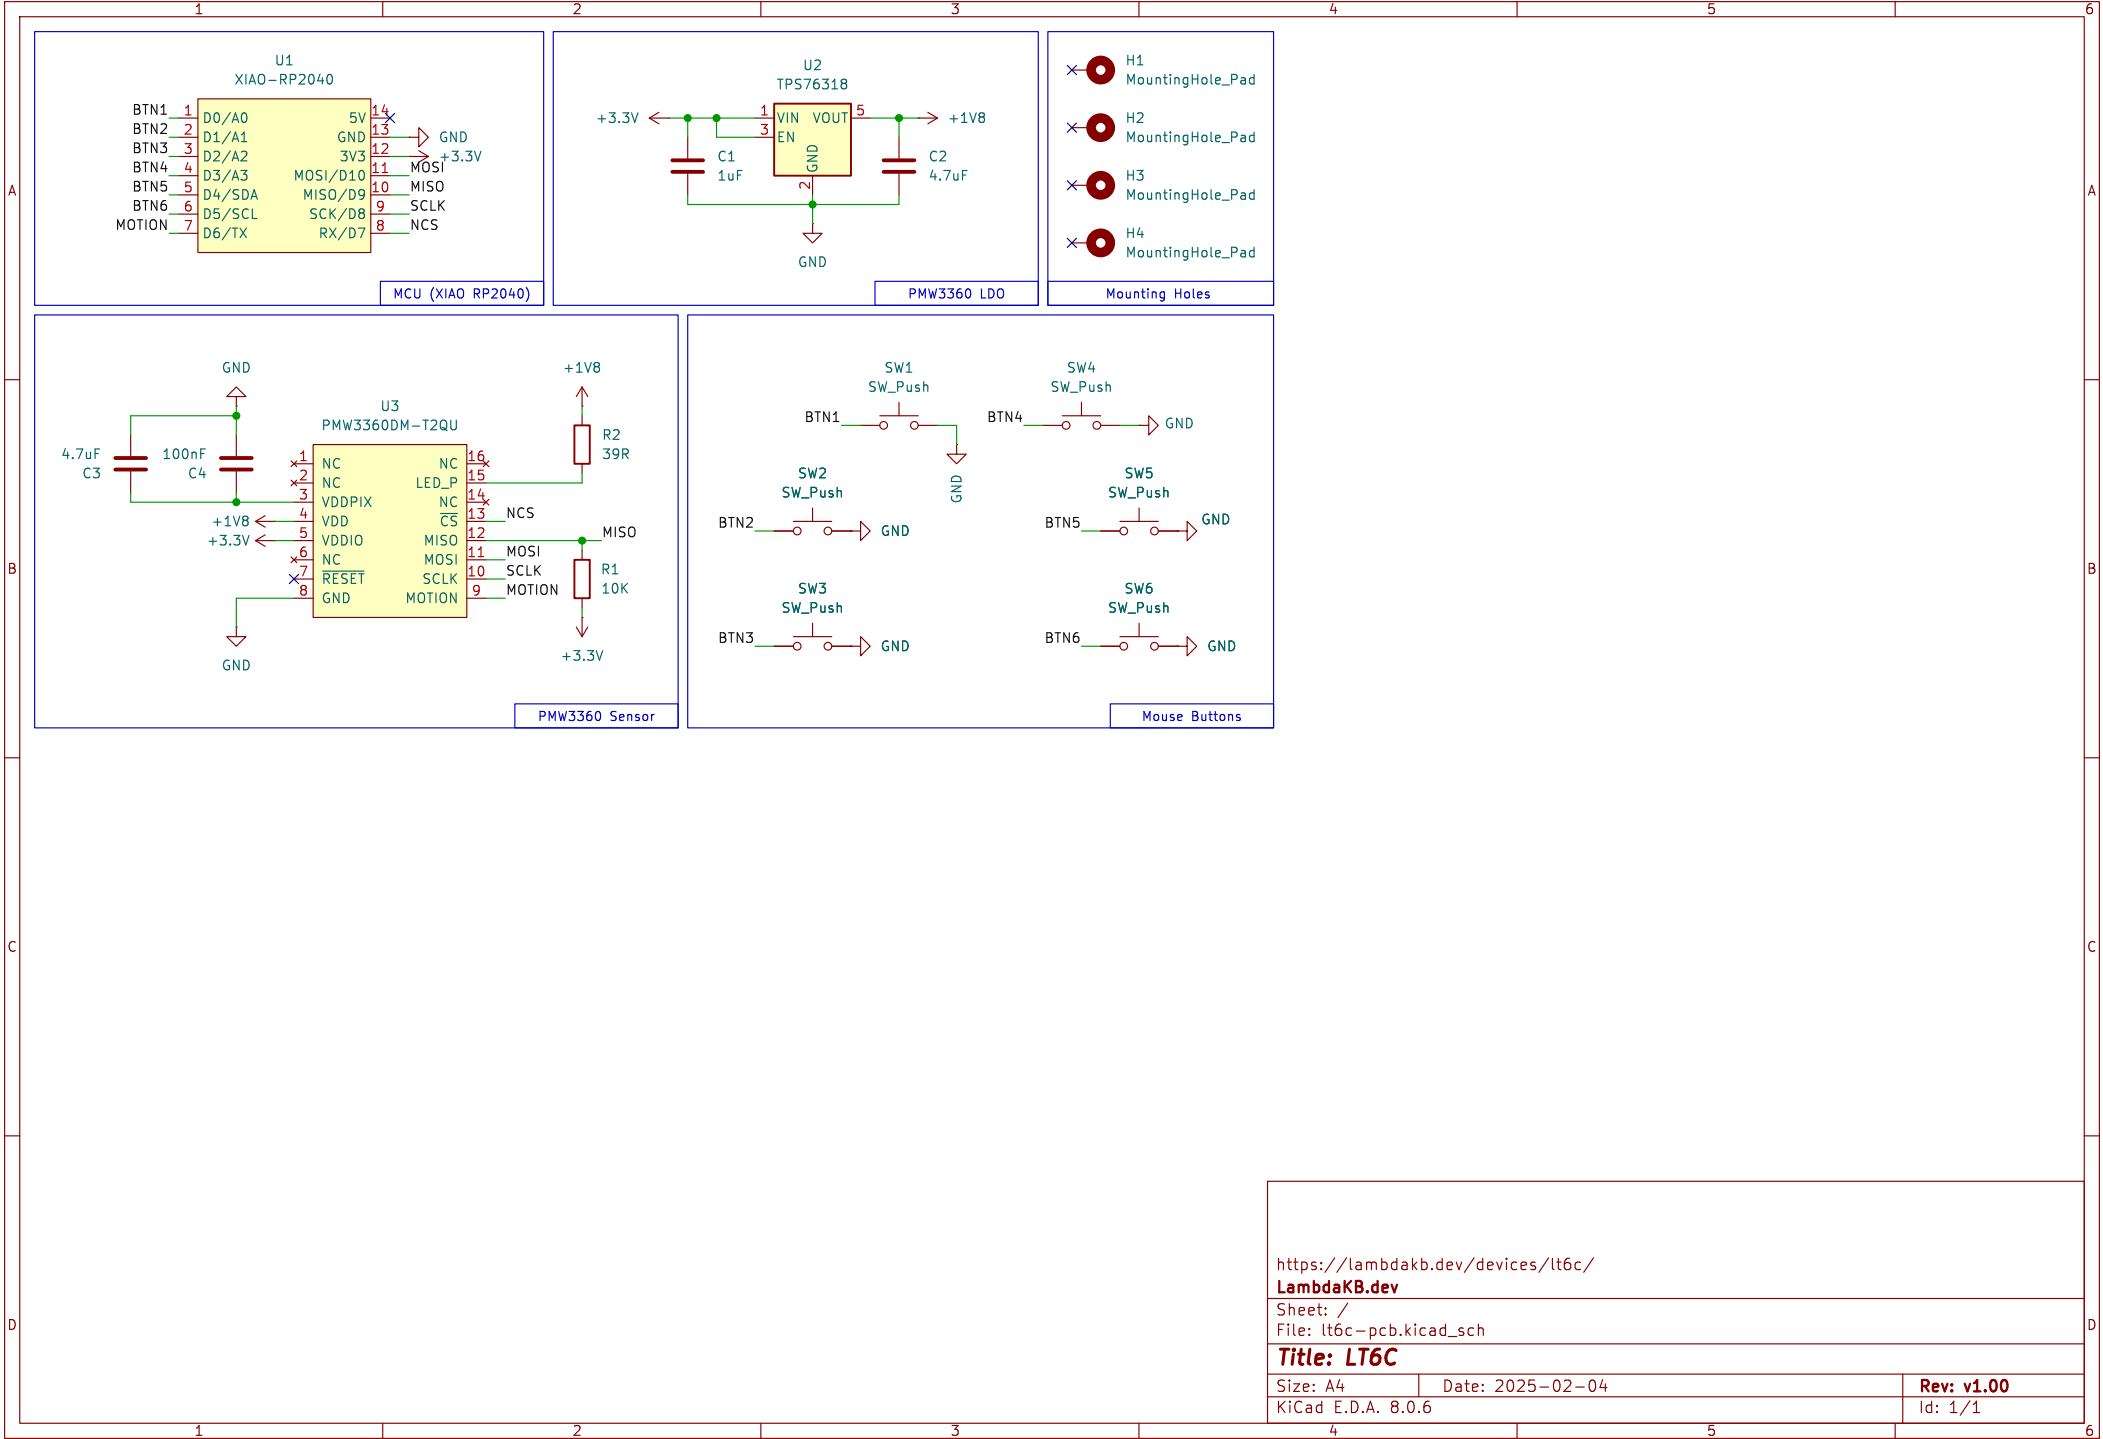 1 2 3 4 5 6
U1
XIAO-RP2040
BTN1 1 D0/A0 5V 14
BTN2 2 D1/A1 GND 13 GND
BTN3 3 D2/A2 3V3 12 +3.3V
BTN4 4 D3/A3 MOSI/D10 11 MOSI
BTN5 5 D4/SDA MISO/D9 10 MISO
BTN6 6 D5/SCL SCK/D8 9 SCLK
MOTION 7 D6/TX RX/D7 8 NCS
MCU (XIAO RP2040)
U2
TPS76318
+3.3V 1 VIN VOUT 5 +1V8
3 EN
GND
2
C1
1uF
C2
4.7uF
GND
PMW3360 LDO
H1
MountingHole_Pad
H2
MountingHole_Pad
H3
MountingHole_Pad
H4
MountingHole_Pad
Mounting Holes
A A
GND
4.7uF
C3
100nF
C4
U3
PMW3360DM-T2QU
1 NC NC 16
2 NC LED_P 15
3 VDDPIX NC 14
+1V8 4 VDD CS 13 NCS
+3.3V 5 VDDIO MISO 12 MISO
6 NC MOSI 11 MOSI
7 RESET SCLK 10 SCLK
8 GND MOTION 9 MOTION
GND
+1V8
R2
39R
R1
10K
+3.3V
PMW3360 Sensor
SW1
SW_Push
BTN1
GND
SW4
SW_Push
BTN4 GND
SW2
SW_Push
BTN2 GND
SW5
SW_Push
BTN5 GND
SW3
SW_Push
BTN3 GND
SW6
SW_Push
BTN6 GND
Mouse Buttons
B B
C C
D D
https://lambdakb.dev/devices/lt6c/
LambdaKB.dev
Sheet: /
File: lt6c-pcb.kicad_sch
Title: LT6C
Size: A4 Date: 2025-02-04 Rev: v1.00
KiCad E.D.A. 8.0.6 Id: 1/1
1 2 3 4 5 6